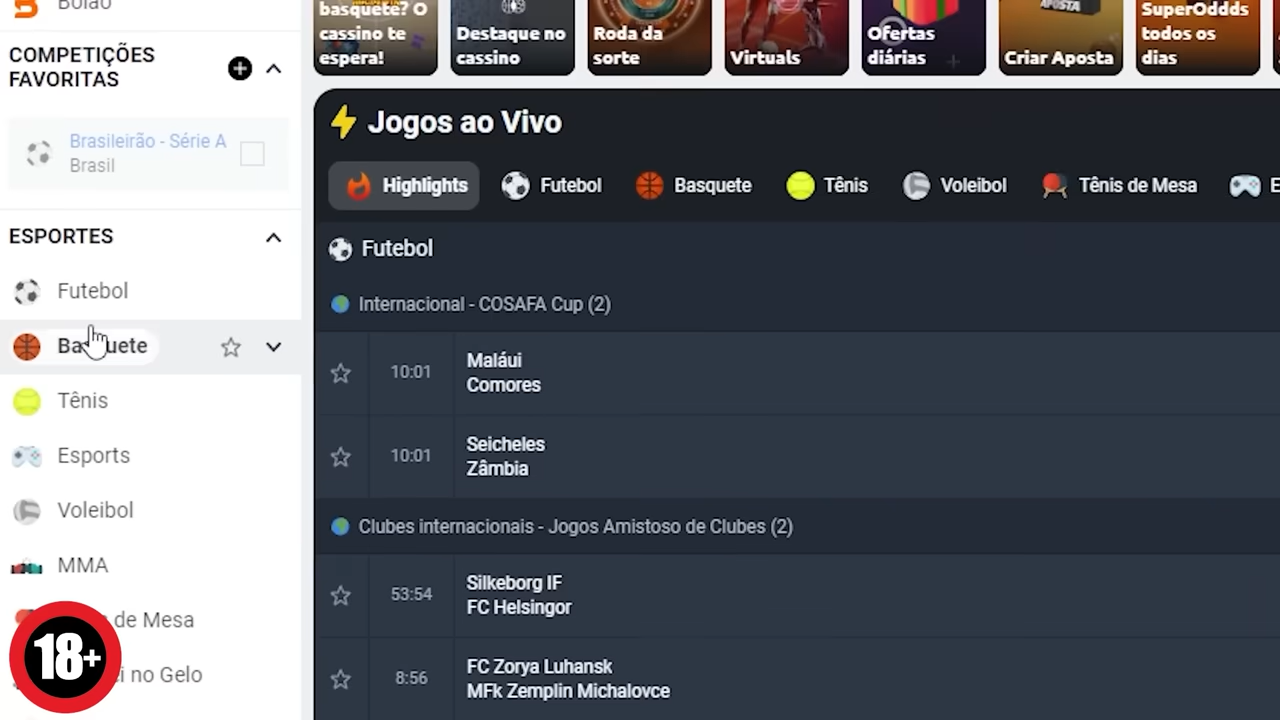 Bolão
COMPETIÇÕES
FAVORITAS
Brasileirão - Série A
Brasil
ESPORTES
Futebol
Basquete
Tênis
Esports
Voleibol
MMA
de Mesa
no Gelo
18+
basquete? O
cassino te
espera!
Destaque no
cassino
Roda da
sorte
Virtuals
Ofertas
diárias
APOSTA
Criar Aposta
SuperOddds
todos os
dias
Jogos ao Vivo
Highlights
Futebol
Basquete
Tênis
Voleibol
Tênis de Mesa
E
Futebol
Internacional - COSAFA Cup (2)
10:01
Maláui
Comores
10:01
Seicheles
Zâmbia
Clubes internacionais - Jogos Amistoso de Clubes (2)
53:54
Silkeborg IF
FC Helsingor
8:56
FC Zorya Luhansk
MFk Zemplin Michalovce